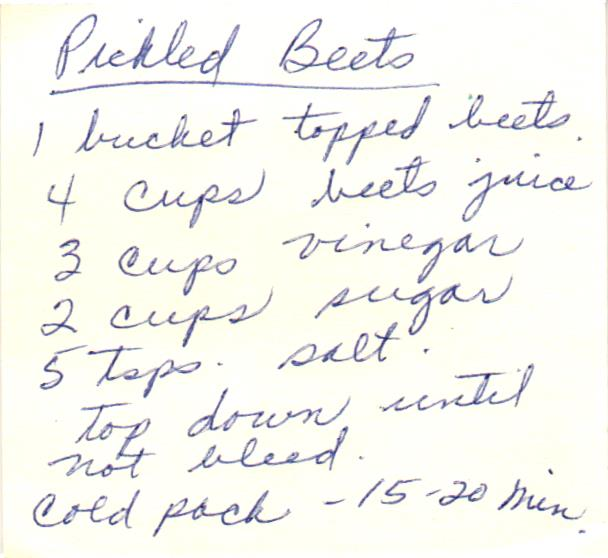 Pickled Beets
1 bucket topped beets.
4 cups beets juice
3 cups vinegar
2 cups sugar
5 tsps. salt.
top down until
not bleed.
Cold pack - 15-20 min.